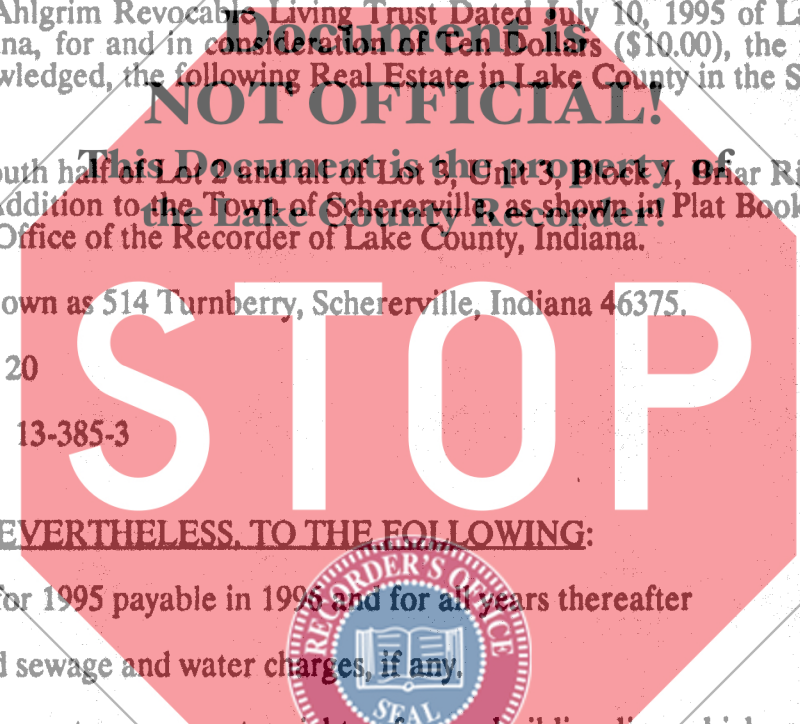 Ahlgrim Revocable Living Trust Dated July 10, 1995 of L
Document is
na, for and in consideration of Ten Dollars ($10.00), the
wledged, the following Real Estate in Lake County in the S
NOT OFFICIAL!
This Document is the property of
outh half of Lot 2 and all of Lot 3, Unit 3, Block 1, Briar Ri
Addition to the Town of Schererville, as shown in Plat Book
the Lake County Recorder!
Office of the Recorder of Lake County, Indiana.
own as 514 Turnberry, Schererville, Indiana 46375.
STOP
20
13-385-3
EVERTHELESS, TO THE FOLLOWING:
RECORDER'S OFFICE
for 1995 payable in 1996 and for all years thereafter
d sewage and water charges, if any.
SEAL